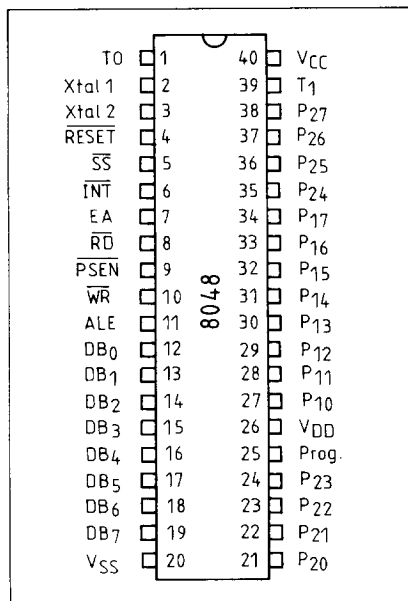 T0 1 40 VCC
Xtal 1 2 39 T1
Xtal 2 3 38 P27
RESET 4 37 P26
SS 5 36 P25
INT 6 35 P24
EA 7 34 P17
RD 8 33 P16
PSEN 9 32 P15
WR 10 31 P14
ALE 11 30 P13
DB0 12 29 P12
DB1 13 28 P11
DB2 14 27 P10
DB3 15 26 VDD
DB4 16 25 Prog.
DB5 17 24 P23
DB6 18 23 P22
DB7 19 22 P21
VSS 20 21 P20
8048